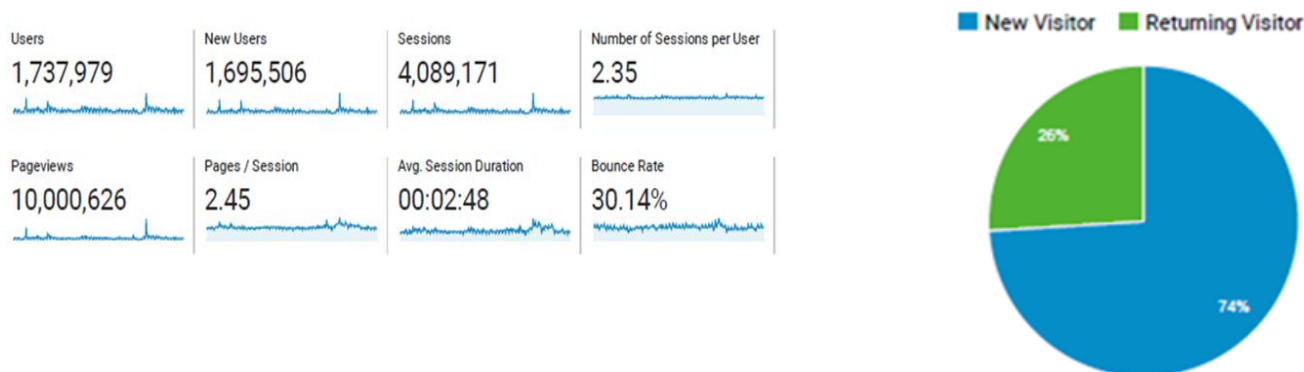 Users
1,737,979
New Users
1,695,506
Sessions
4,089,171
Number of Sessions per User
2.35
Pageviews
10,000,626
Pages / Session
2.45
Avg. Session Duration
00:02:48
Bounce Rate
30.14%
New Visitor
Returning Visitor
26%
74%